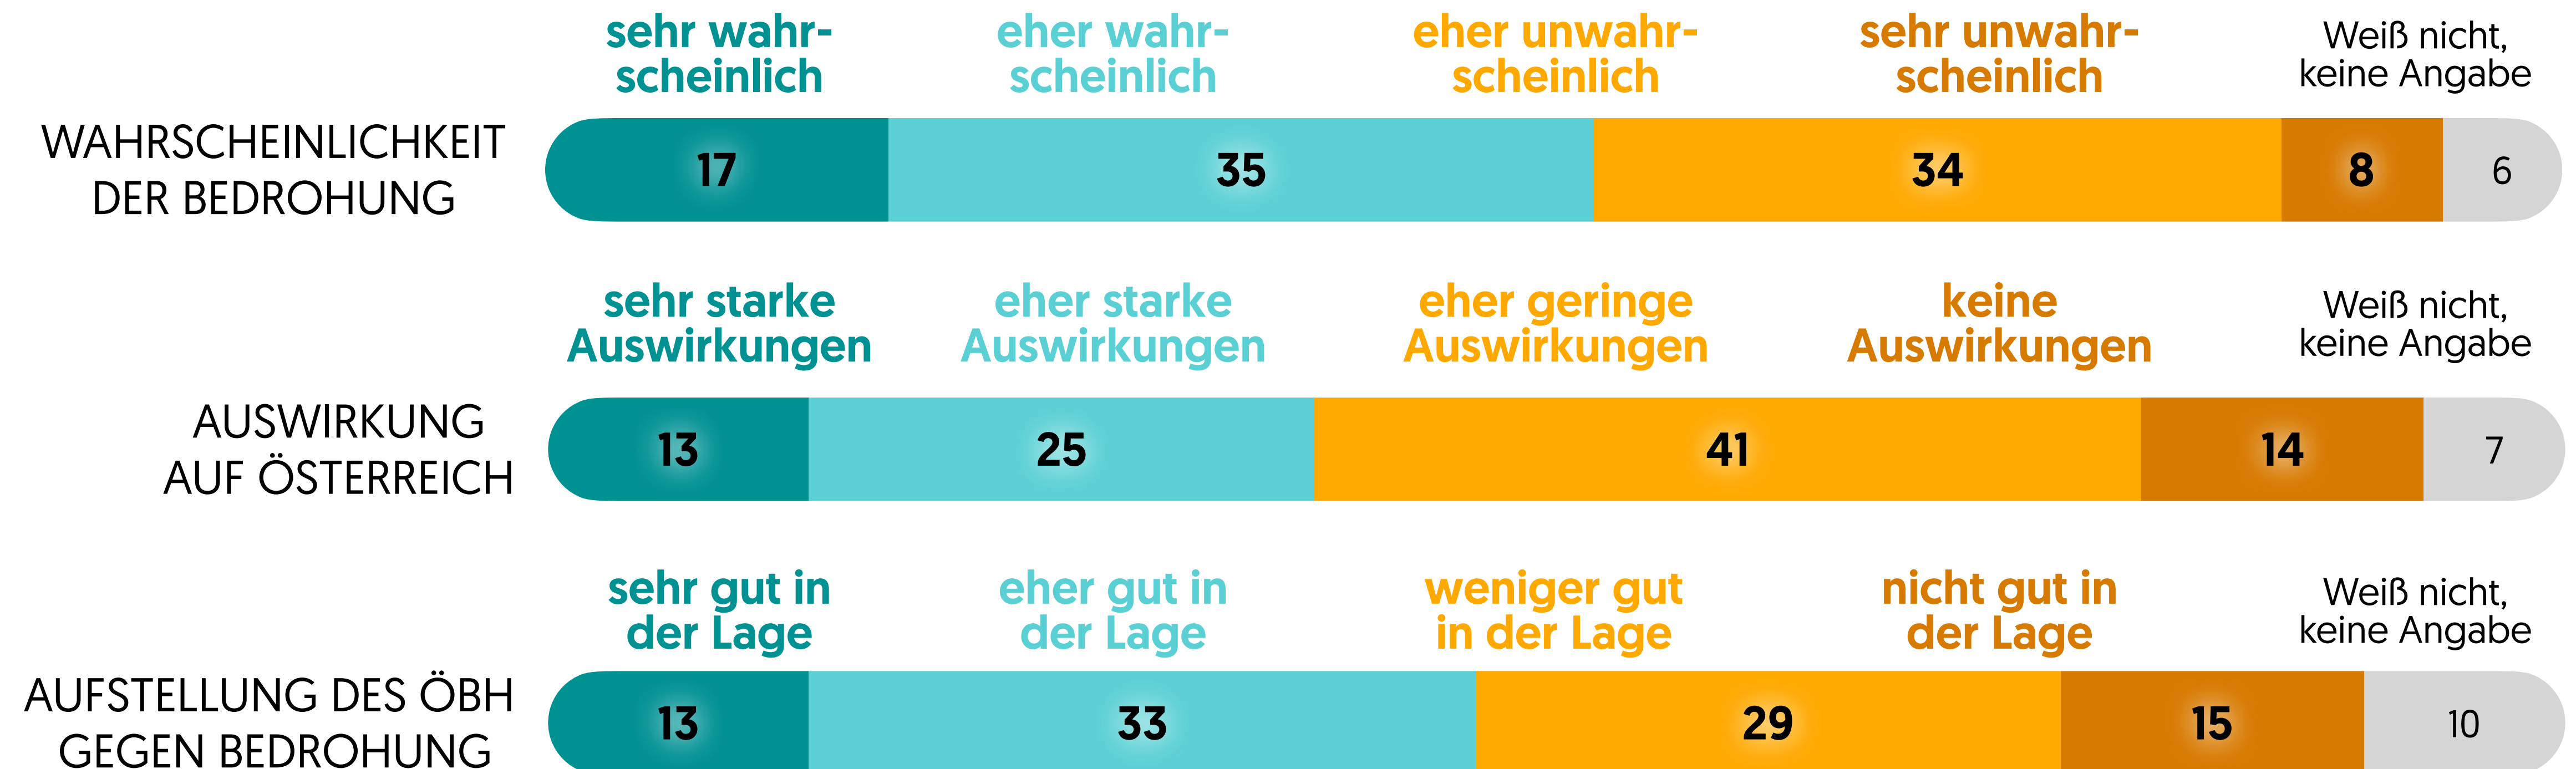 sehr wahr-
scheinlich
eher wahr-
scheinlich
eher unwahr-
scheinlich
sehr unwahr-
scheinlich
Weiß nicht,
keine Angabe
WAHRSCHEINLICHKEIT
DER BEDROHUNG
17
35
34
8
6
sehr starke
Auswirkungen
eher starke
Auswirkungen
eher geringe
Auswirkungen
keine
Auswirkungen
Weiß nicht,
keine Angabe
AUSWIRKUNG
AUF ÖSTERREICH
13
25
41
14
7
sehr gut in
der Lage
eher gut in
der Lage
weniger gut
in der Lage
nicht gut in
der Lage
Weiß nicht,
keine Angabe
AUFSTELLUNG DES ÖBH
GEGEN BEDROHUNG
13
33
29
15
10